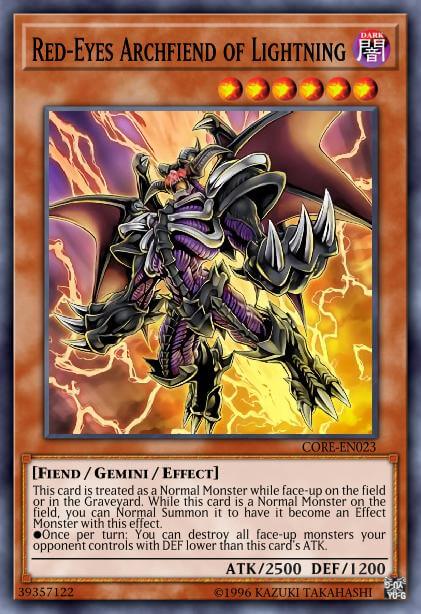 RED-EYES ARCHFIEND OF LIGHTNING
DARK
闇
CORE-EN023
[FIEND / GEMINI / EFFECT]
This card is treated as a Normal Monster while face-up on the field
or in the Graveyard. While this card is a Normal Monster on the
field, you can Normal Summon it to have it become an Effect
Monster with this effect.
●Once per turn: You can destroy all face-up monsters your
opponent controls with DEF lower than this card's ATK.
ATK/2500 DEF/1200
39357122
©1996 KAZUKI TAKAHASHI